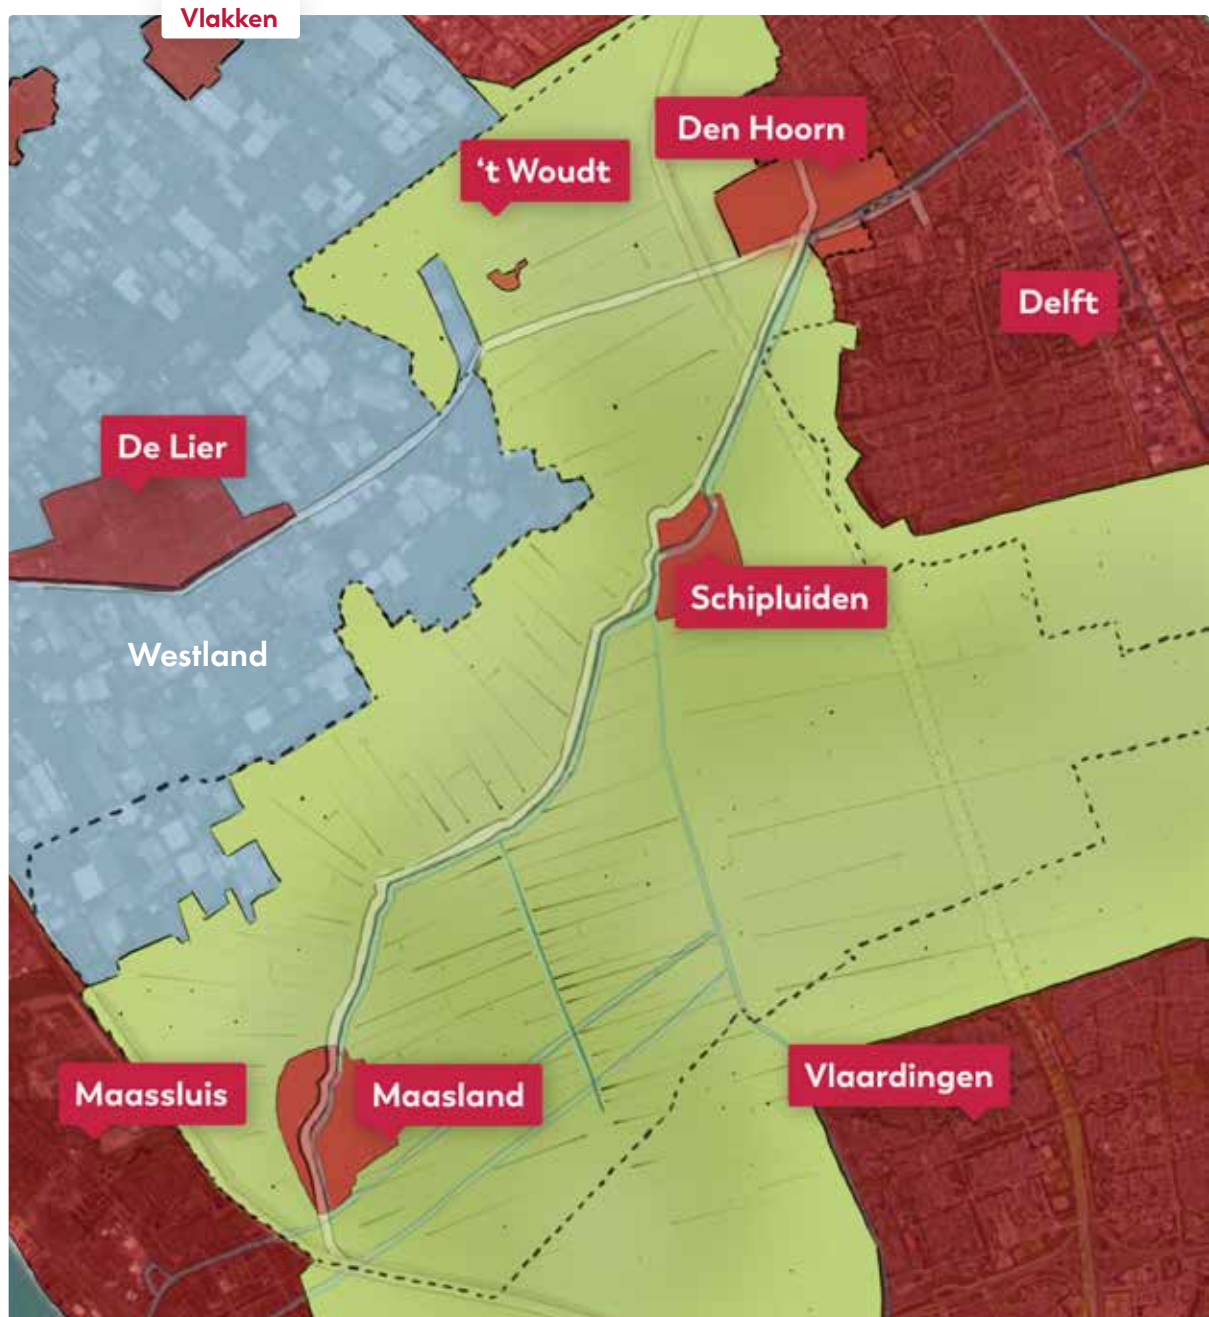 Vlakken
Den Hoorn
‘t Woudt
Delft
De Lier
Schipluiden
Westland
Maassluis
Maasland
Vlaardingen